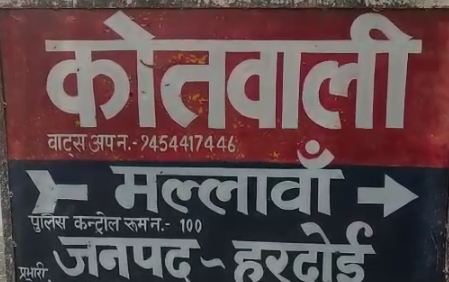 कोतवाली
वाट्स अप न.- 9454417446
मल्लावाँ
पुलिस कन्ट्रोल रूम न.- 100
जनपद ~ हरदोई
प्रभारी